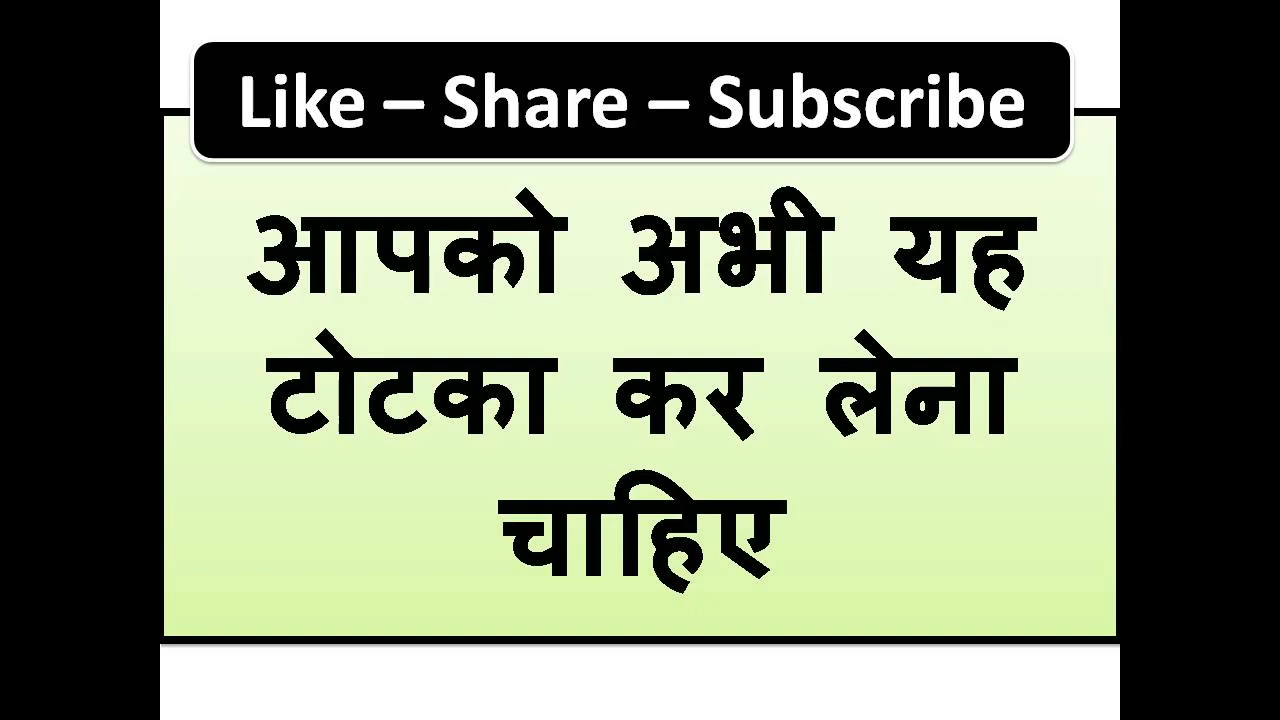 Like – Share – Subscribe
आपको अभी यह
टोटका कर लेना
चाहिए